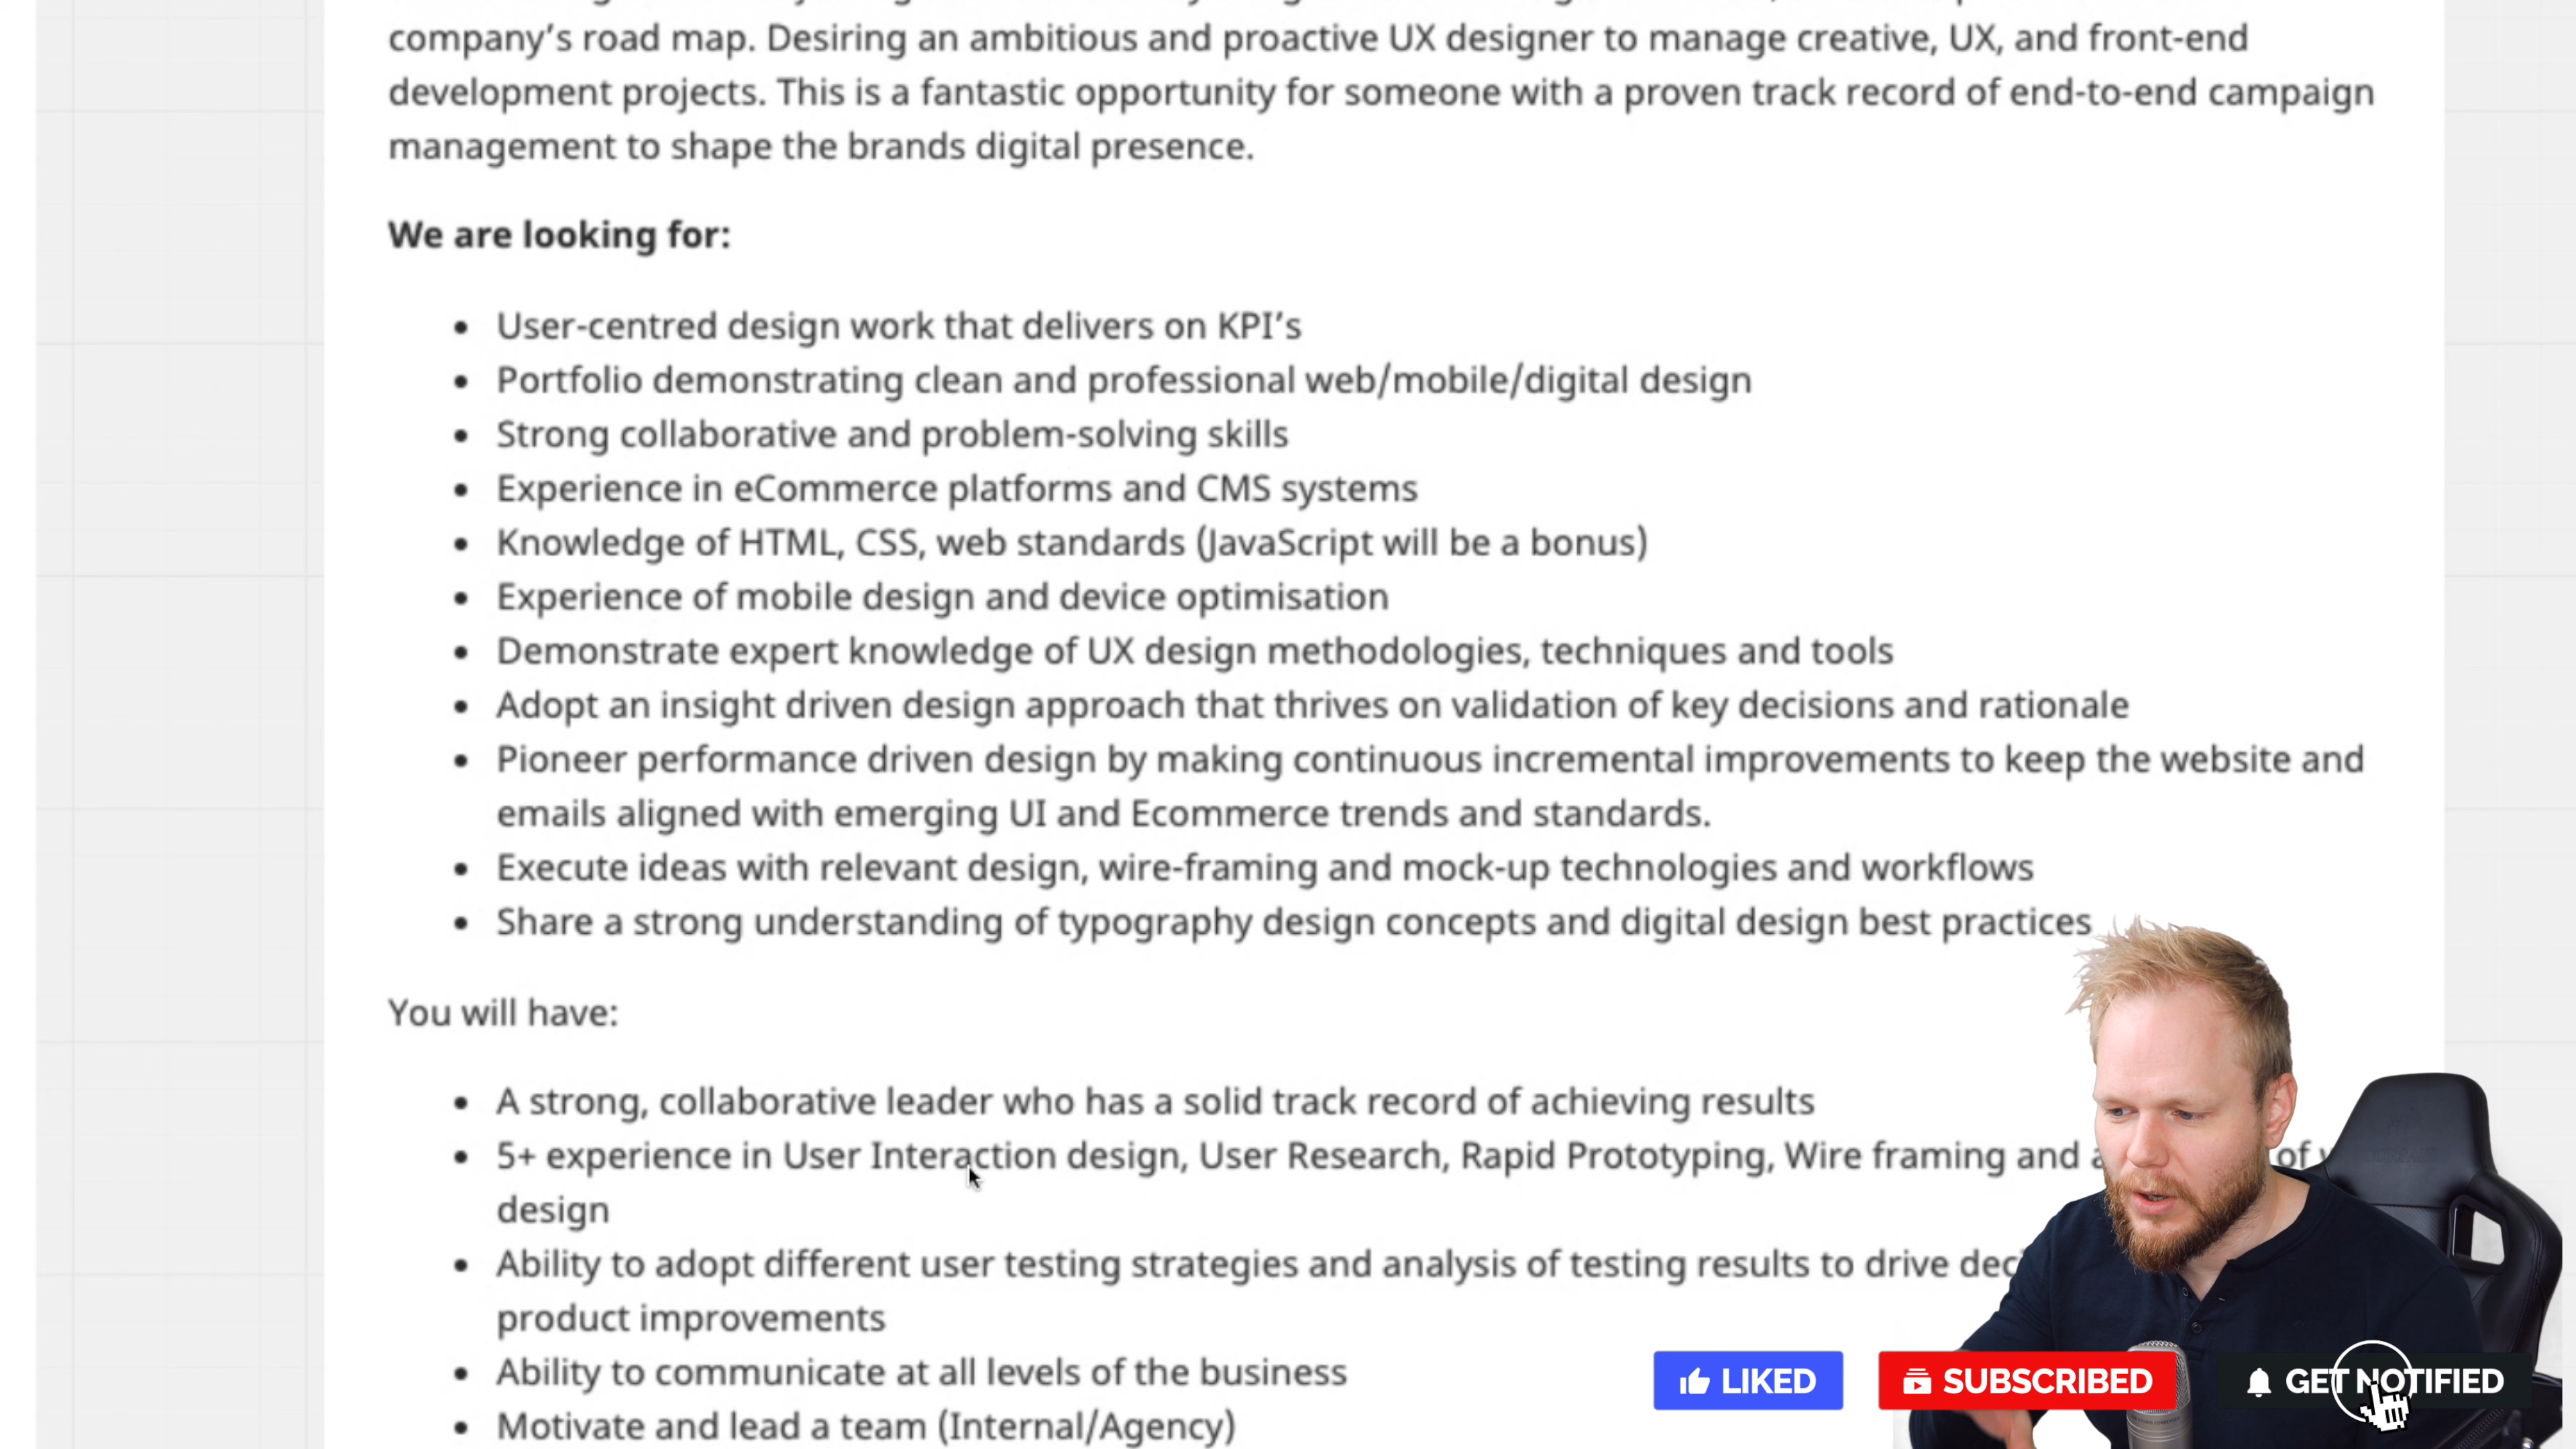 company's road map. Desiring an ambitious and proactive UX designer to manage creative, UX, and front-end
development projects. This is a fantastic opportunity for someone with a proven track record of end-to-end campaign
management to shape the brands digital presence.
We are looking for:
• User-centred design work that delivers on KPI's
• Portfolio demonstrating clean and professional web/mobile/digital design
• Strong collaborative and problem-solving skills
• Experience in eCommerce platforms and CMS systems
• Knowledge of HTML, CSS, web standards (JavaScript will be a bonus)
• Experience of mobile design and device optimisation
• Demonstrate expert knowledge of UX design methodologies, techniques and tools
• Adopt an insight driven design approach that thrives on validation of key decisions and rationale
• Pioneer performance driven design by making continuous incremental improvements to keep the website and
emails aligned with emerging UI and Ecommerce trends and standards.
• Execute ideas with relevant design, wire-framing and mock-up technologies and workflows
• Share a strong understanding of typography design concepts and digital design best practices
You will have:
• A strong, collaborative leader who has a solid track record of achieving results
• 5+ experience in User Interaction design, User Research, Rapid Prototyping, Wire framing and of
design
• Ability to adopt different user testing strategies and analysis of testing results to drive
product improvements
• Ability to communicate at all levels of the business
• Motivate and lead a team (Internal/Agency)
LIKED
SUBSCRIBED
GET NOTIFIED